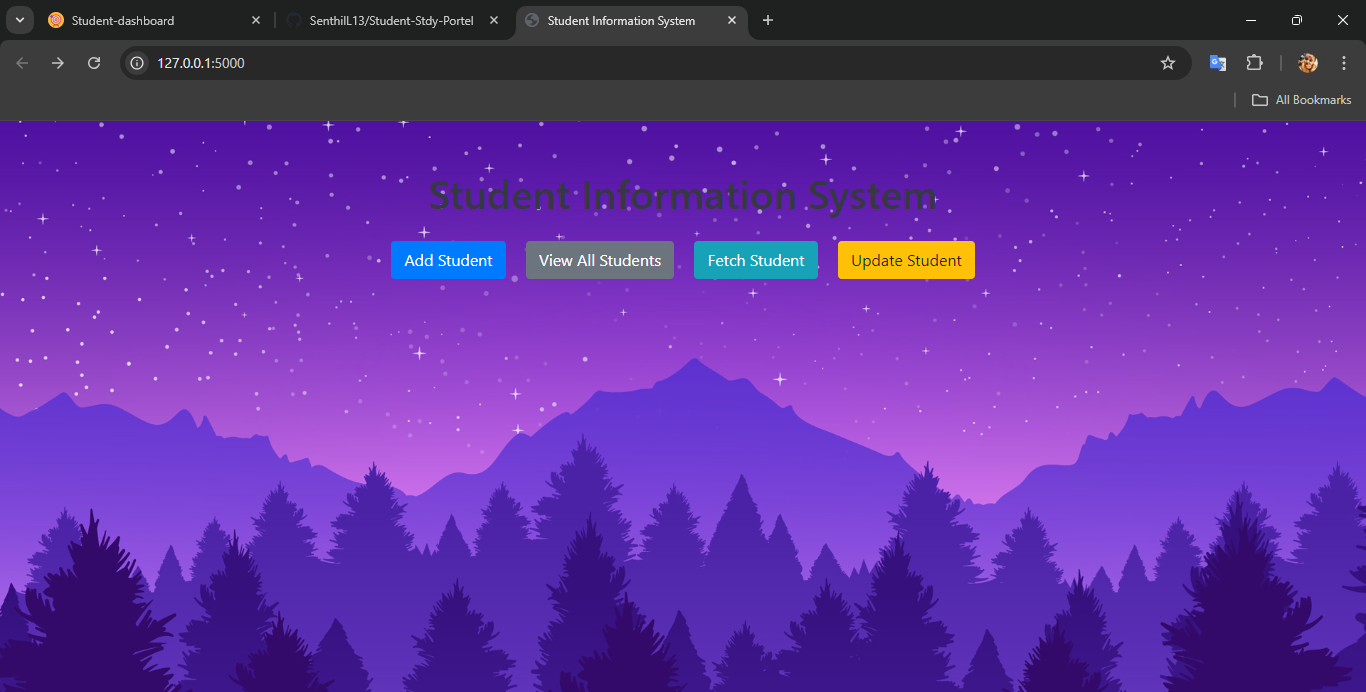 Student-dashboard
SenthilL13/Student-Stdy-Portel
Student Information System
127.0.0.1:5000
All Bookmarks
Student Information System
Add Student
View All Students
Fetch Student
Update Student